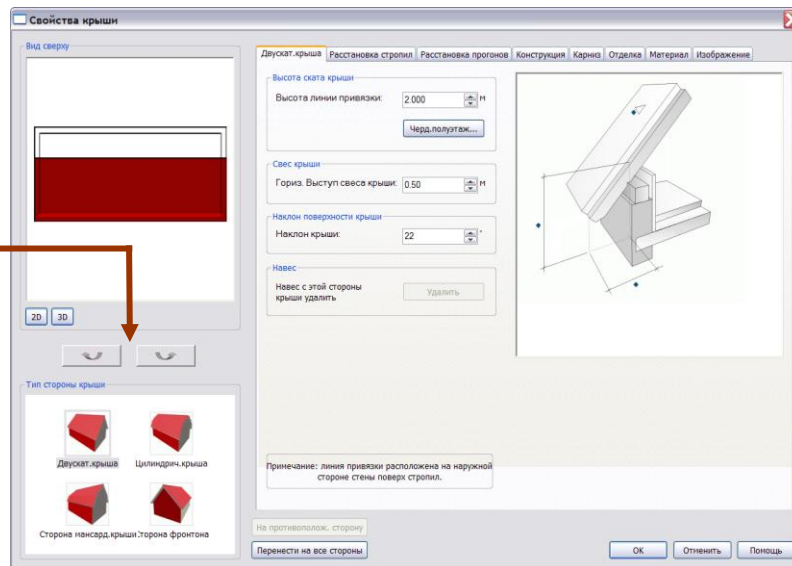 Свойства крыши
Вид сверху
2D 3D
Тип стороны крыши
Двускат.крыша Цилиндрич.крыша
Сторона мансард.крыши Сторона фронтона
Двускат.крыша Расстановка стропил Расстановка прогонов Конструкция Карниз Отделка Материал Изображение
Высота ската крыши
Высота линии привязки: 2.000 м
Черд.полуэтаж...
Свес крыши
Гориз. Выступ свеса крыши: 0.50 м
Наклон поверхности крыши
Наклон крыши: 22 °
Навес
Навес с этой стороны
крыши удалить
Удалить
Примечание: линия привязки расположена на наружной
стороне стены поверх стропил.
На противополож. сторону
Перенести на все стороны
ОК Отменить Помощь